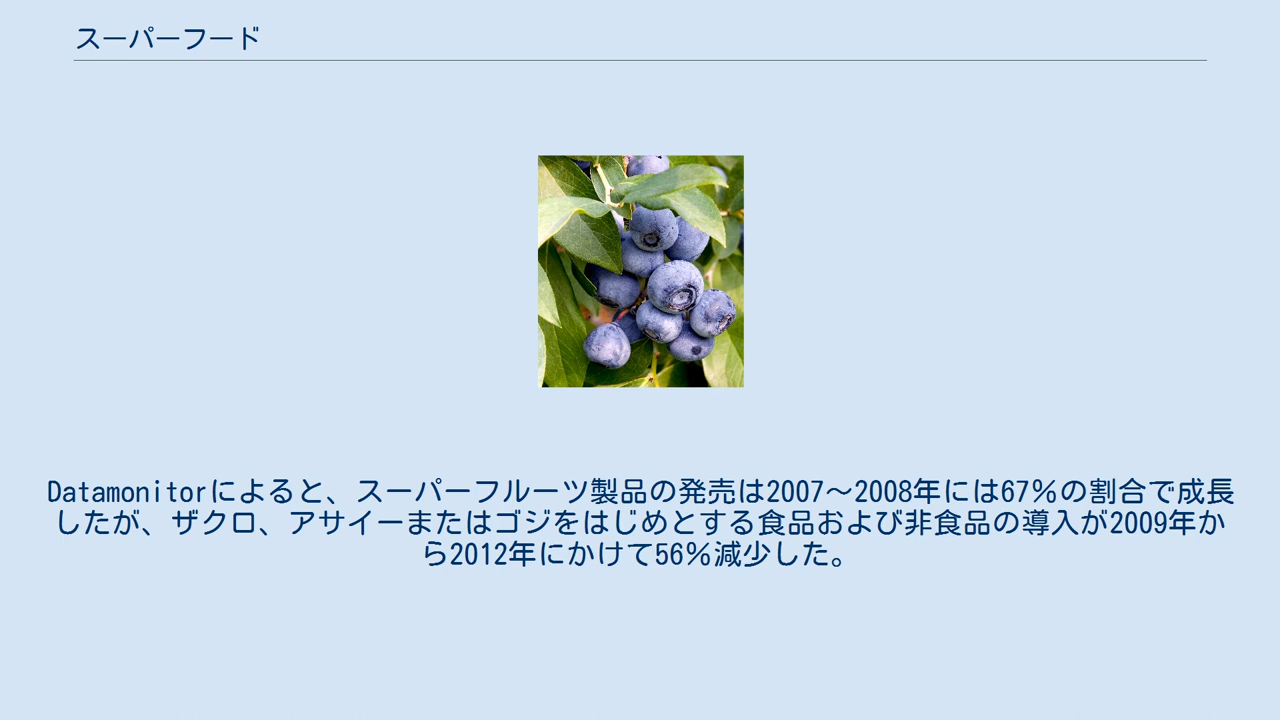 スーパーフード
Datamonitorによると、スーパーフルーツ製品の発売は2007〜2008年には67％の割合で成長
したが、ザクロ、アサイーまたはゴジをはじめとする食品および非食品の導入が2009年か
ら2012年にかけて56％減少した。